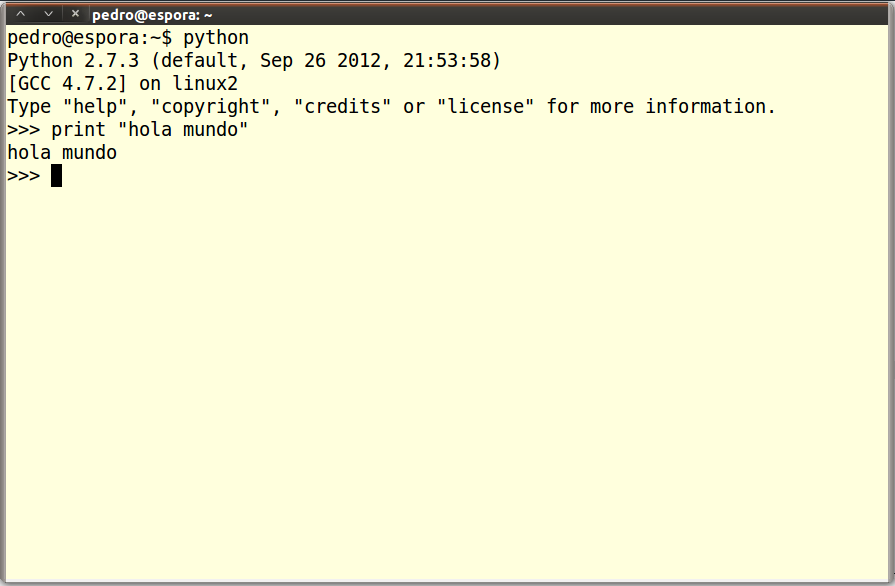 pedro@espora: ~
pedro@espora:~$ python
Python 2.7.3 (default, Sep 26 2012, 21:53:58)
[GCC 4.7.2] on linux2
Type "help", "copyright", "credits" or "license" for more information.
>>> print "hola mundo"
hola mundo
>>>